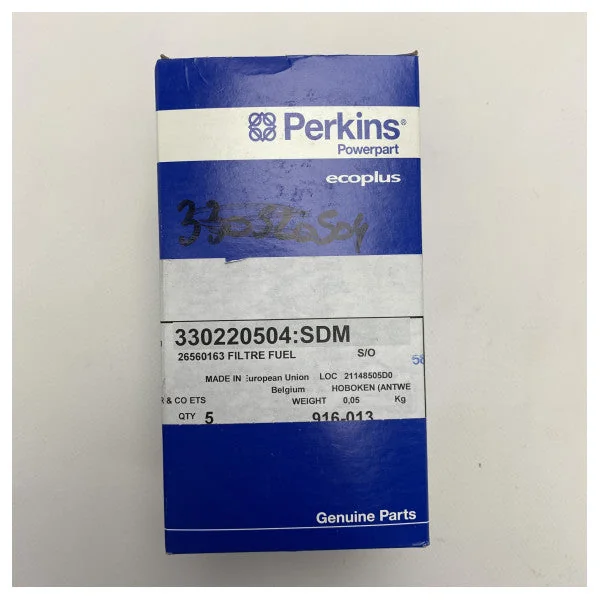 Perkins®
Powerpart
ecoplus
330220504
330220504:SDM
26560163 FILTRE FUEL S/O
58
MADE IN European Union LOC 21148505D0
Belgium HOBOKEN (ANTWE
R & CO ETS WEIGHT 0,05 Kg
QTY 5 916-013
Genuine Parts